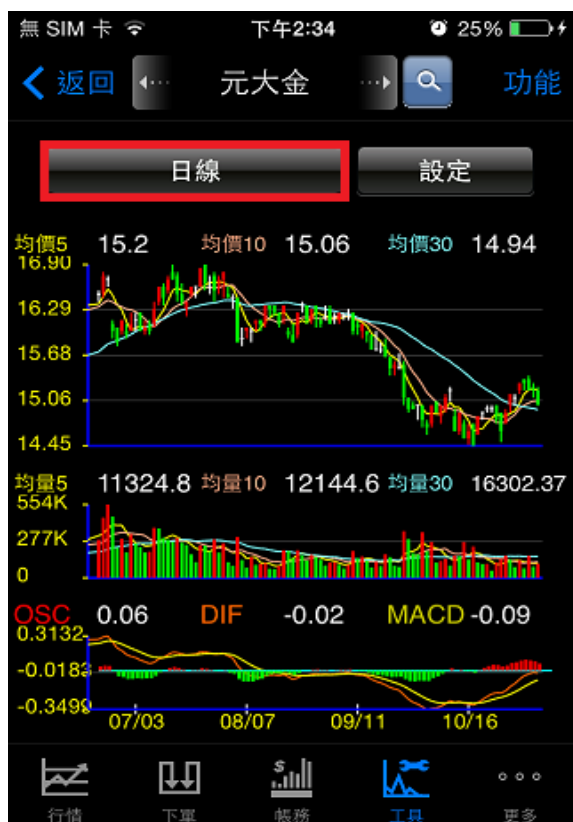 無 SIM 卡 下午2:34 25%
返回 元大金 功能
日線 設定
均價5 15.2 均價10 15.06 均價30 14.94
16.90
16.29
15.68
15.06
14.45
均量5 11324.8 均量10 12144.6 均量30 16302.37
554K
277K
0
OSC 0.06 DIF -0.02 MACD -0.09
0.3132
-0.0183
-0.3499
07/03 08/07 09/11 10/16
行情 下單 帳務 工具 更多